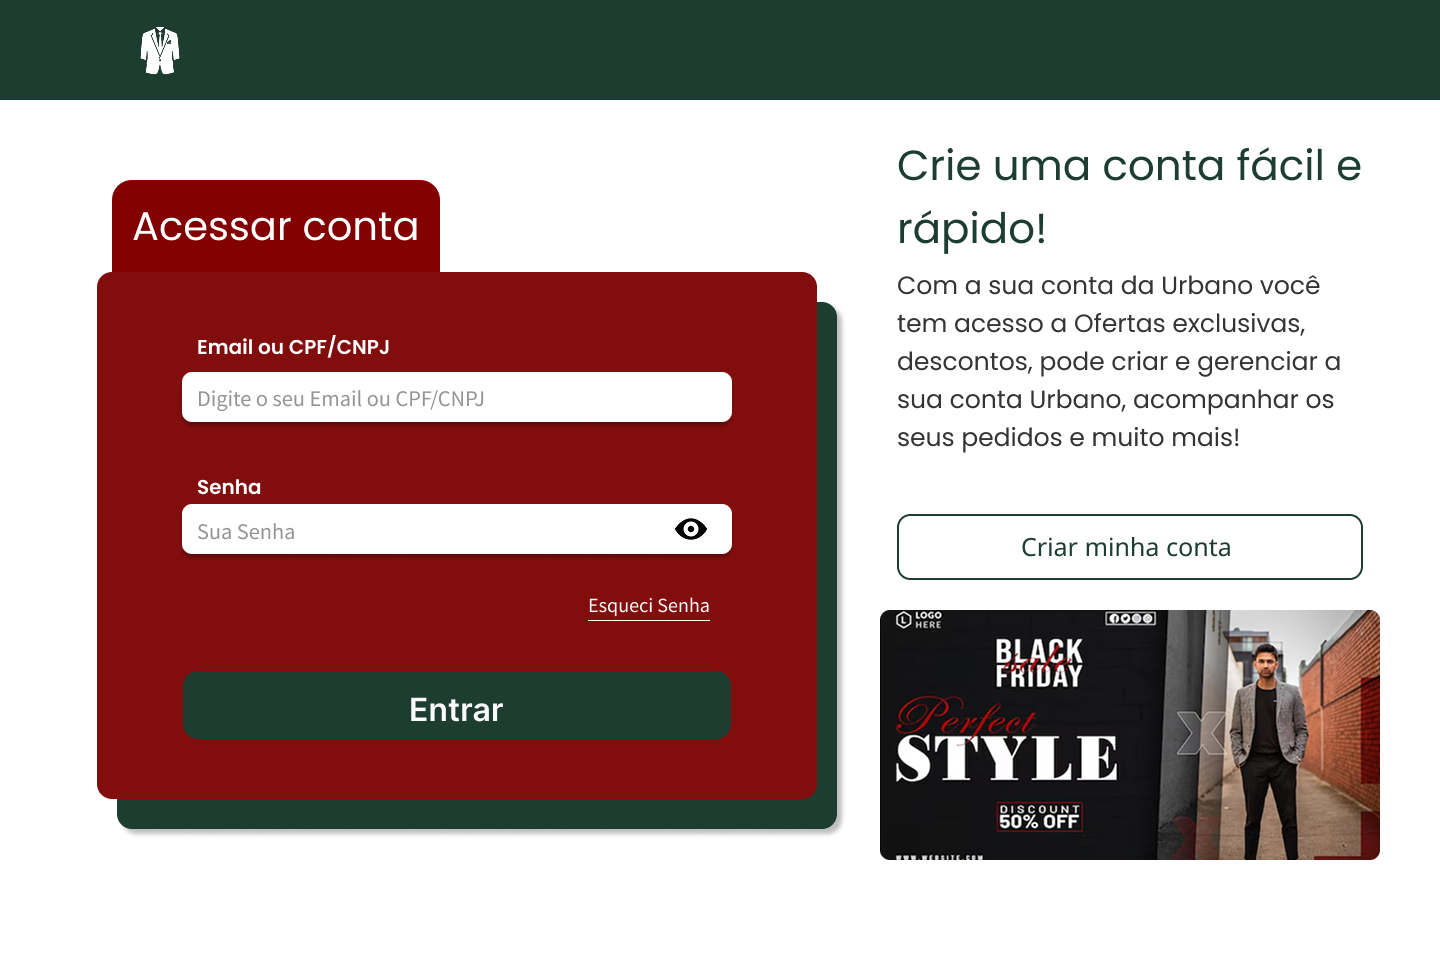 Acessar conta
Email ou CPF/CNPJ
Digite o seu Email ou CPF/CNPJ
Senha
Sua Senha
Esqueci Senha
Entrar
Crie uma conta fácil e
rápido!
Com a sua conta da Urbano você
tem acesso a Ofertas exclusivas,
descontos, pode criar e gerenciar a
sua conta Urbano, acompanhar os
seus pedidos e muito mais!
Criar minha conta
L LOGO
HERE
BLACK
sale
FRIDAY
Perfect
STYLE
DISCOUNT
50% OFF
WWW.WEBSITE.COM